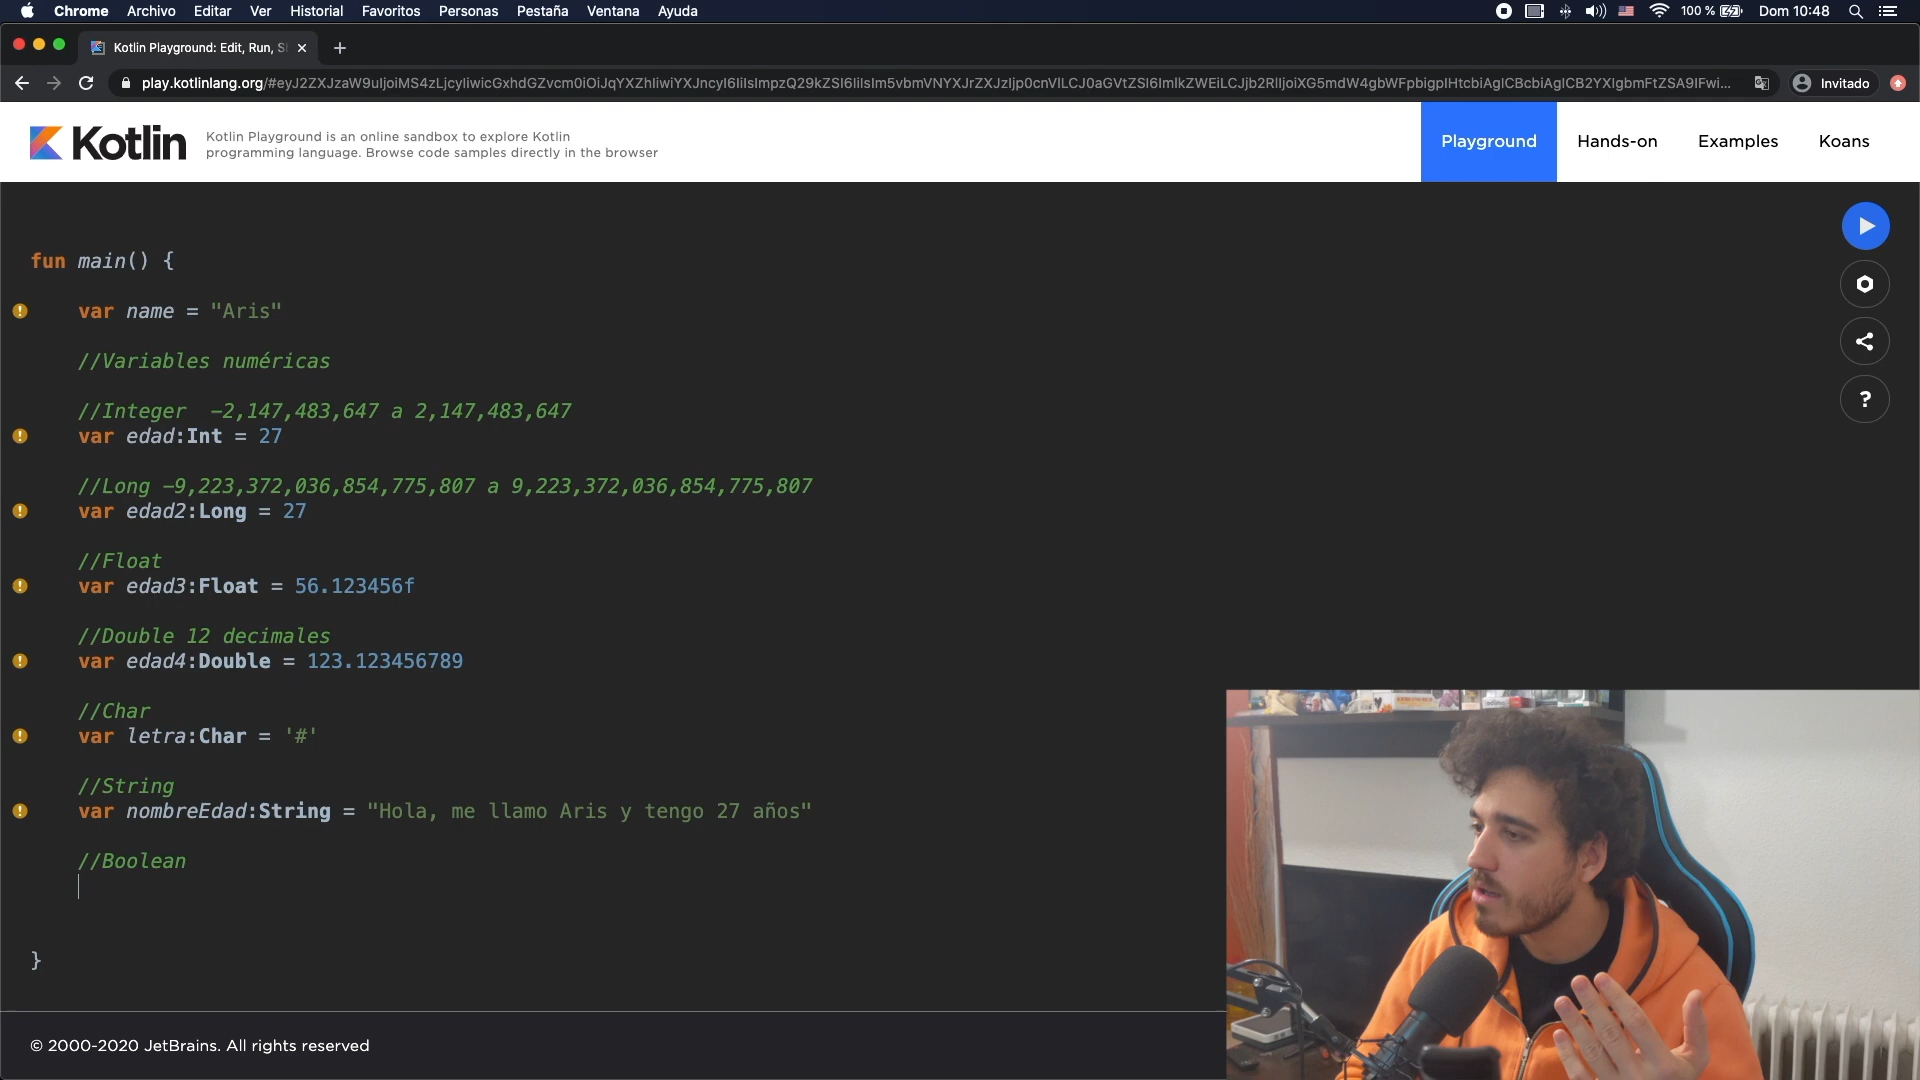 Chrome Archivo Editar Ver Historial Favoritos Personas Pestaña Ventana Ayuda 100 % Dom 10:48
Kotlin Playground: Edit, Run, S
play.kotlinlang.org Invitado
Kotlin
Kotlin Playground is an online sandbox to explore Kotlin
programming language. Browse code samples directly in the browser
Playground Hands-on Examples Koans
fun main() {
var name = "Aris"
//Variables numéricas
//Integer -2,147,483,647 a 2,147,483,647
var edad:Int = 27
//Long -9,223,372,036,854,775,807 a 9,223,372,036,854,775,807
var edad2:Long = 27
//Float
var edad3:Float = 56.123456f
//Double 12 decimales
var edad4:Double = 123.123456789
//Char
var letra:Char = '#'
//String
var nombreEdad:String = "Hola, me llamo Aris y tengo 27 años"
//Boolean
}
© 2000-2020 JetBrains. All rights reserved